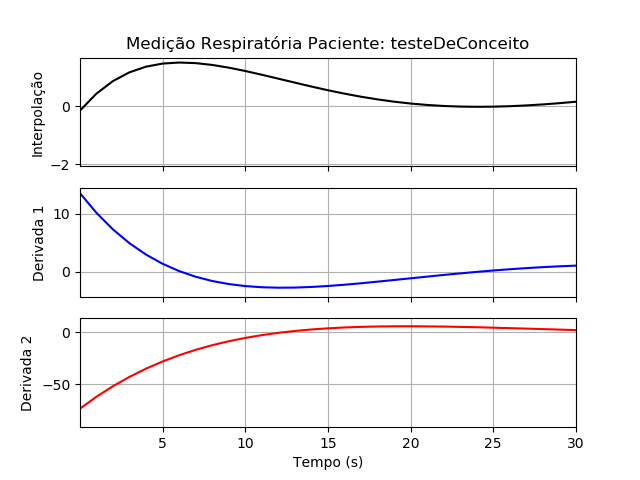 Medição Respiratória Paciente: testeDeConceito
Interpolação
0
−2
Derivada 1
10
0
Derivada 2
0
−50
5
10
15
20
25
30
Tempo (s)